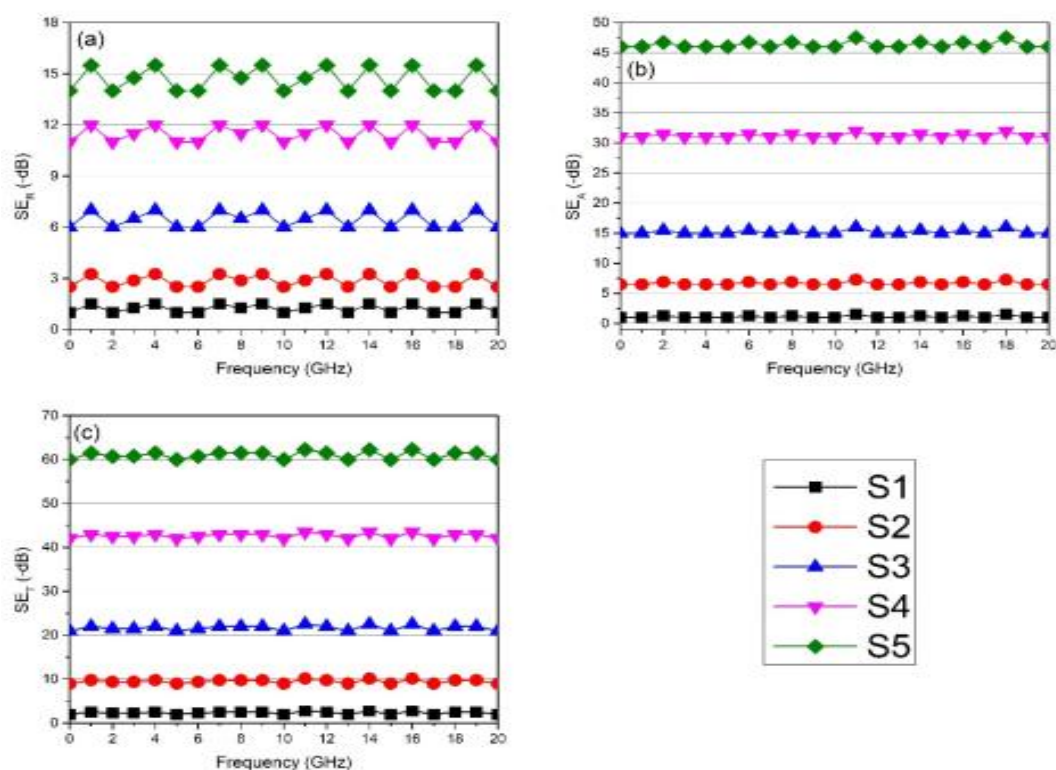 (a)
SE_R (-dB)
18
15
12
9
6
3
0
0 2 4 6 8 10 12 14 16 18 20
Frequency (GHz)
(b)
SE_A (-dB)
50
45
40
35
30
25
20
15
10
5
0
0 2 4 6 8 10 12 14 16 18 20
Frequency (GHz)
(c)
SE_T (-dB)
70
60
50
40
30
20
10
0
0 2 4 6 8 10 12 14 16 18 20
Frequency (GHz)
S1
S2
S3
S4
S5